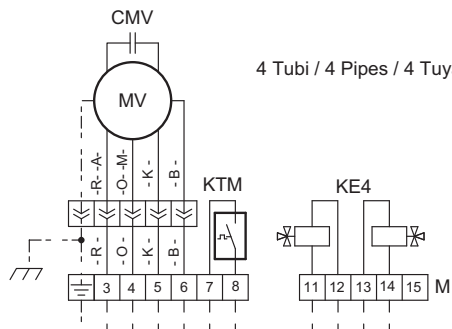 CMV
4 Tubi / 4 Pipes / 4 Tuy
MV
-R--A-
-O--M-
-K-
-B-
KTM
KE4
-R-
-O-
-K-
-B-
3 4 5 6 7 8
11 12 13 14 15 M